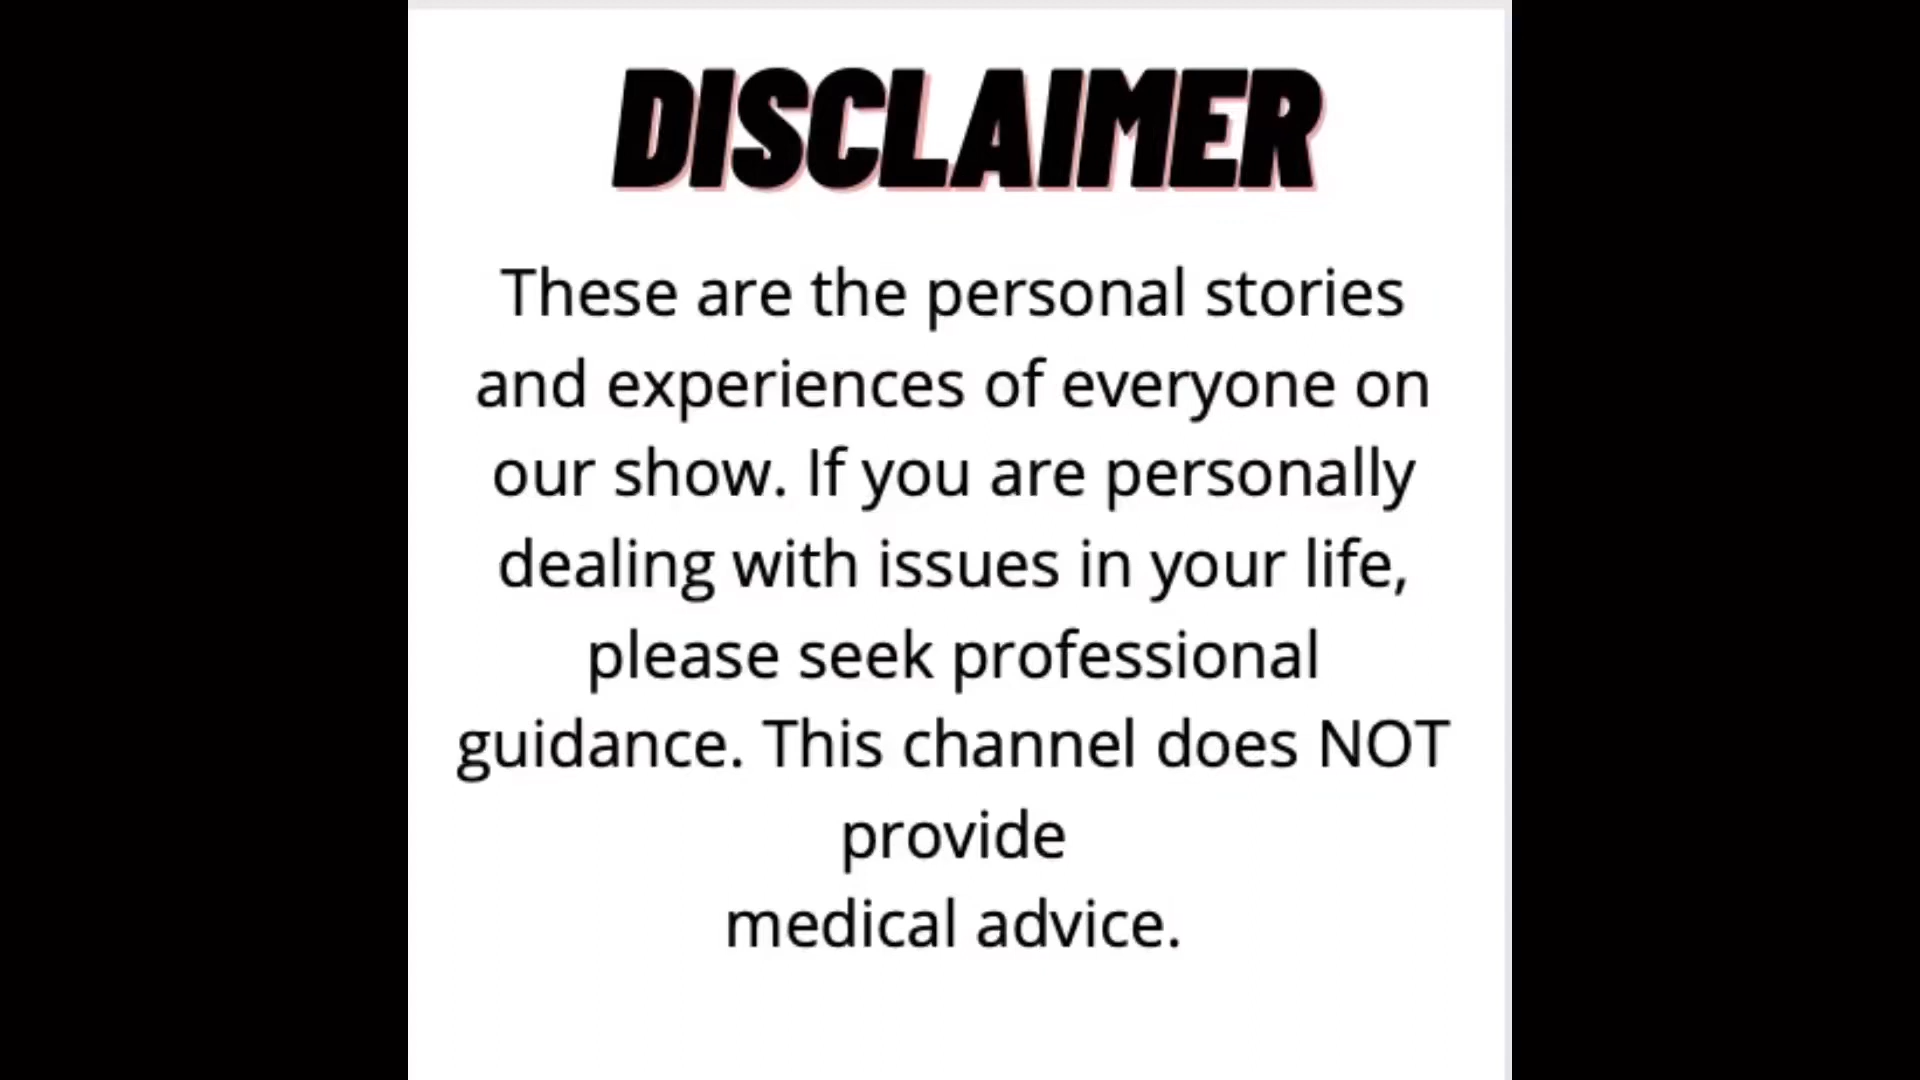 DISCLAIMER
These are the personal stories
and experiences of everyone on
our show. If you are personally
dealing with issues in your life,
please seek professional
guidance. This channel does NOT
provide
medical advice.